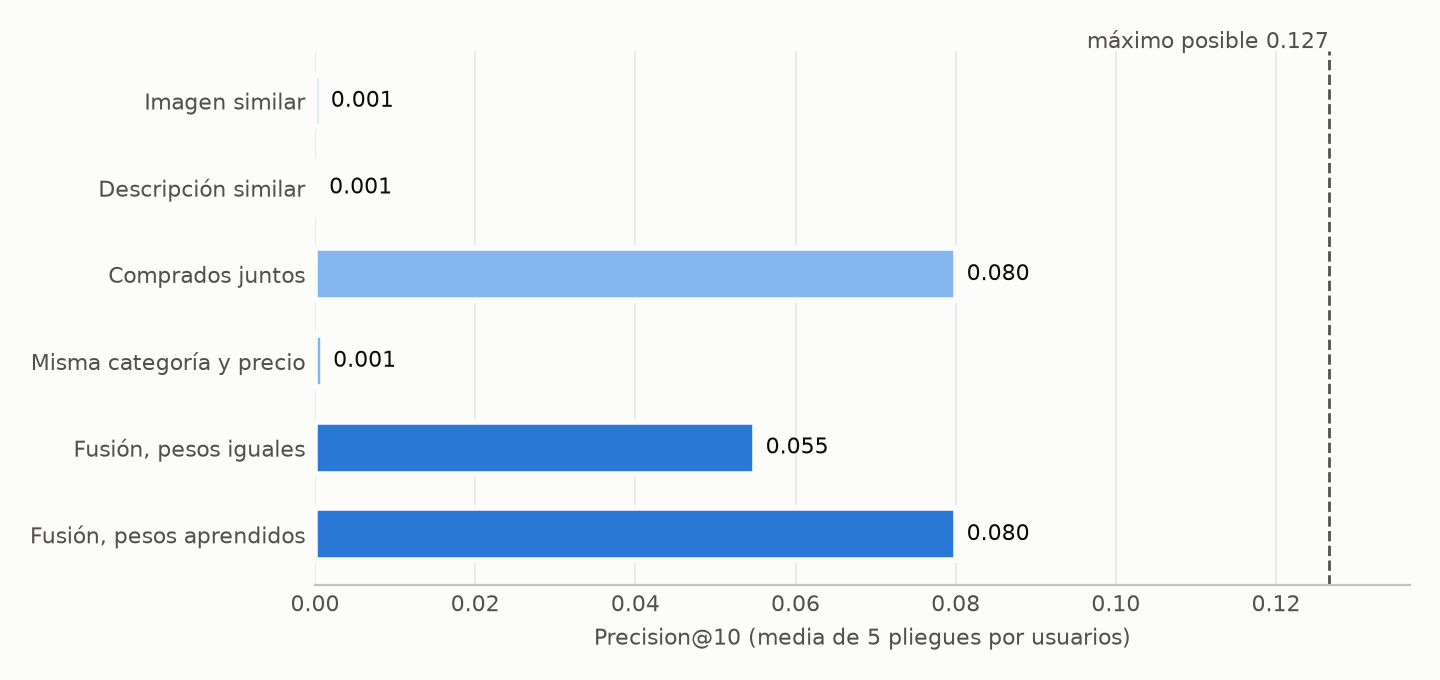 máximo posible 0.127
Imagen similar 0.001
Descripción similar 0.001
Comprados juntos 0.080
Misma categoría y precio 0.001
Fusión, pesos iguales 0.055
Fusión, pesos aprendidos 0.080
0.00 0.02 0.04 0.06 0.08 0.10 0.12
Precision@10 (media de 5 pliegues por usuarios)